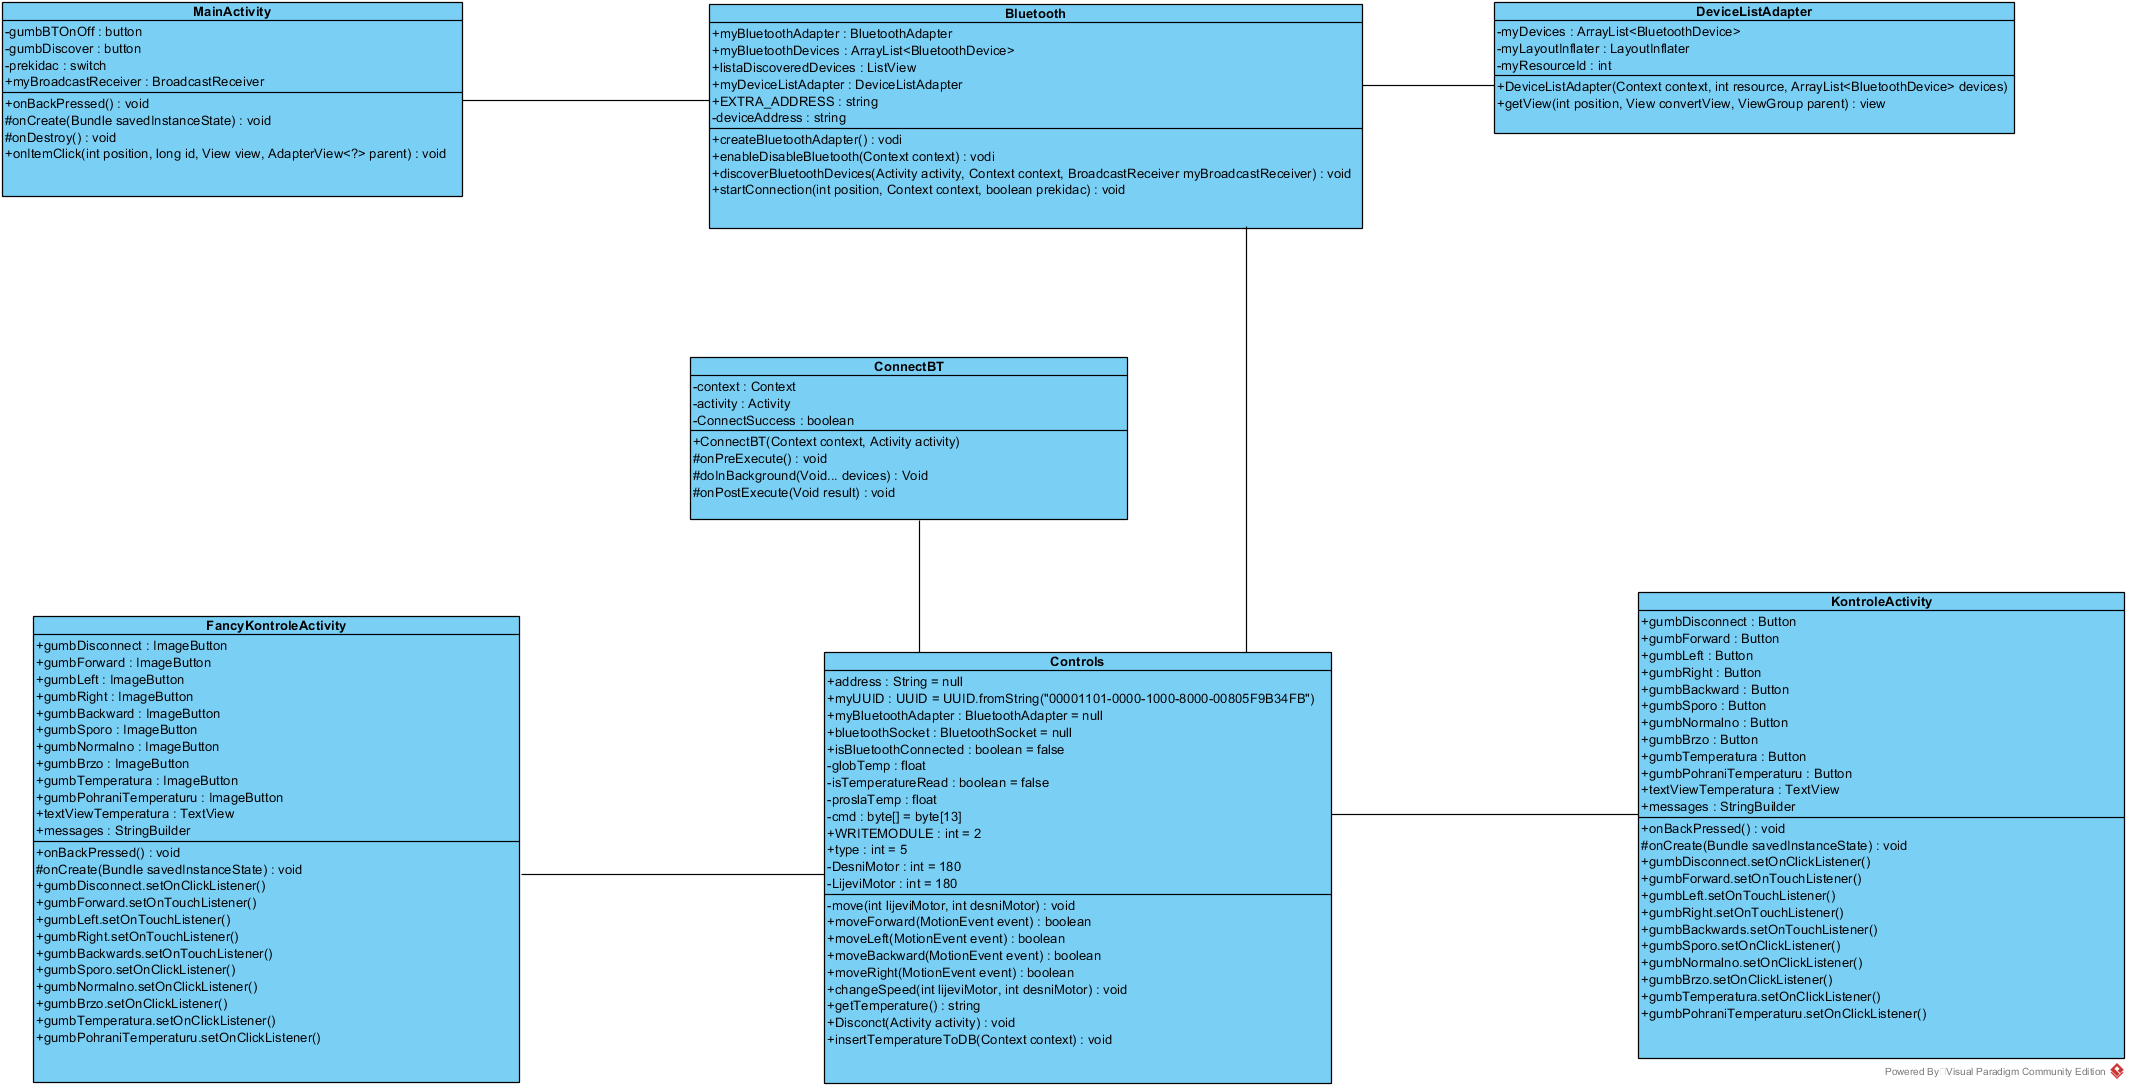 MainActivity
-gumbBTOnOff : button
-gumbDiscover : button
-prekidac : switch
+myBroadcastReceiver : BroadcastReceiver
+onBackPressed() : void
#onCreate(Bundle savedInstanceState) : void
#onDestroy() : void
+onItemClick(int position, long id, View view, AdapterView<?> parent) : void
Bluetooth
+myBluetoothAdapter : BluetoothAdapter
+myBluetoothDevices : ArrayList<BluetoothDevice>
+listaDiscoveredDevices : ListView
+myDeviceListAdapter : DeviceListAdapter
+EXTRA_ADDRESS : string
-deviceAddress : string
+createBluetoothAdapter() : vodi
+enableDisableBluetooth(Context context) : vodi
+discoverBluetoothDevices(Activity activity, Context context, BroadcastReceiver myBroadcastReceiver) : void
+startConnection(int position, Context context, boolean prekidac) : void
DeviceListAdapter
-myDevices : ArrayList<BluetoothDevice>
-myLayoutInflater : LayoutInflater
-myResourceId : int
+DeviceListAdapter(Context context, int resource, ArrayList<BluetoothDevice> devices)
+getView(int position, View convertView, ViewGroup parent) : view
ConnectBT
-context : Context
-activity : Activity
-ConnectSuccess : boolean
+ConnectBT(Context context, Activity activity)
#onPreExecute() : void
#doInBackground(Void... devices) : Void
#onPostExecute(Void result) : void
FancyKontroleActivity
+gumbDisconnect : ImageButton
+gumbForward : ImageButton
+gumbLeft : ImageButton
+gumbRight : ImageButton
+gumbBackward : ImageButton
+gumbSporo : ImageButton
+gumbNormalno : ImageButton
+gumbBrzo : ImageButton
+gumbTemperatura : ImageButton
+gumbPohraniTemperaturu : ImageButton
+textViewTemperatura : TextView
+messages : StringBuilder
+onBackPressed() : void
#onCreate(Bundle savedInstanceState) : void
+gumbDisconnect.setOnClickListener()
+gumbForward.setOnTouchListener()
+gumbLeft.setOnTouchListener()
+gumbRight.setOnTouchListener()
+gumbBackwards.setOnTouchListener()
+gumbSporo.setOnClickListener()
+gumbNormalno.setOnClickListener()
+gumbBrzo.setOnClickListener()
+gumbTemperatura.setOnClickListener()
+gumbPohraniTemperaturu.setOnClickListener()
Controls
+address : String = null
+myUUID : UUID = UUID.fromString("00001101-0000-1000-8000-00805F9B34FB")
+myBluetoothAdapter : BluetoothAdapter = null
+bluetoothSocket : BluetoothSocket = null
+isBluetoothConnected : boolean = false
-globTemp : float
-isTemperatureRead : boolean = false
-proslaTemp : float
-cmd : byte[] = byte[13]
+WRITEMODULE : int = 2
+type : int = 5
-DesniMotor : int = 180
-LijeviMotor : int = 180
-move(int lijeviMotor, int desniMotor) : void
+moveForward(MotionEvent event) : boolean
+moveLeft(MotionEvent event) : boolean
+moveBackward(MotionEvent event) : boolean
+moveRight(MotionEvent event) : boolean
+changeSpeed(int lijeviMotor, int desniMotor) : void
+getTemperature() : string
+Disconct(Activity activity) : void
+insertTemperatureToDB(Context context) : void
KontroleActivity
+gumbDisconnect : Button
+gumbForward : Button
+gumbLeft : Button
+gumbRight : Button
+gumbBackward : Button
+gumbSporo : Button
+gumbNormalno : Button
+gumbBrzo : Button
+gumbTemperatura : Button
+gumbPohraniTemperaturu : Button
+textViewTemperatura : TextView
+messages : StringBuilder
+onBackPressed() : void
#onCreate(Bundle savedInstanceState) : void
+gumbDisconnect.setOnClickListener()
+gumbForward.setOnTouchListener()
+gumbLeft.setOnTouchListener()
+gumbRight.setOnTouchListener()
+gumbBackwards.setOnTouchListener()
+gumbSporo.setOnClickListener()
+gumbNormalno.setOnClickListener()
+gumbBrzo.setOnClickListener()
+gumbTemperatura.setOnClickListener()
+gumbPohraniTemperaturu.setOnClickListener()
Powered By Visual Paradigm Community Edition